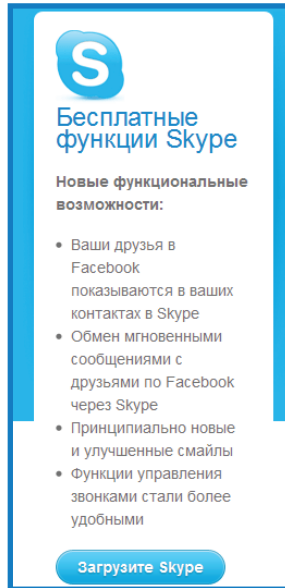 S
Бесплатные
функции Skype
Новые функциональные
возможности:
• Ваши друзья в
Facebook
показываются в ваших
контактах в Skype
• Обмен мгновенными
сообщениями с
друзьями по Facebook
через Skype
• Принципиально новые
и улучшенные смайлы
• Функции управления
звонками стали более
удобными
Загрузите Skype